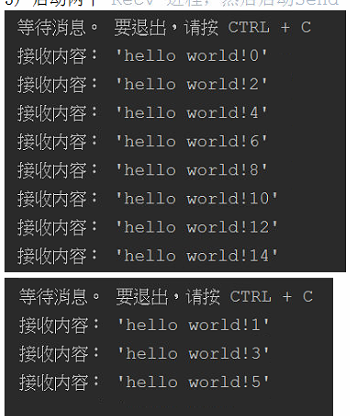 3) 启动两个 Recv 进程，然后启动Send
等待消息。 要退出，请按 CTRL + C
接收内容： 'hello world!0'
接收内容： 'hello world!2'
接收内容： 'hello world!4'
接收内容： 'hello world!6'
接收内容： 'hello world!8'
接收内容： 'hello world!10'
接收内容： 'hello world!12'
接收内容： 'hello world!14'
等待消息。 要退出，请按 CTRL + C
接收内容： 'hello world!1'
接收内容： 'hello world!3'
接收内容： 'hello world!5'